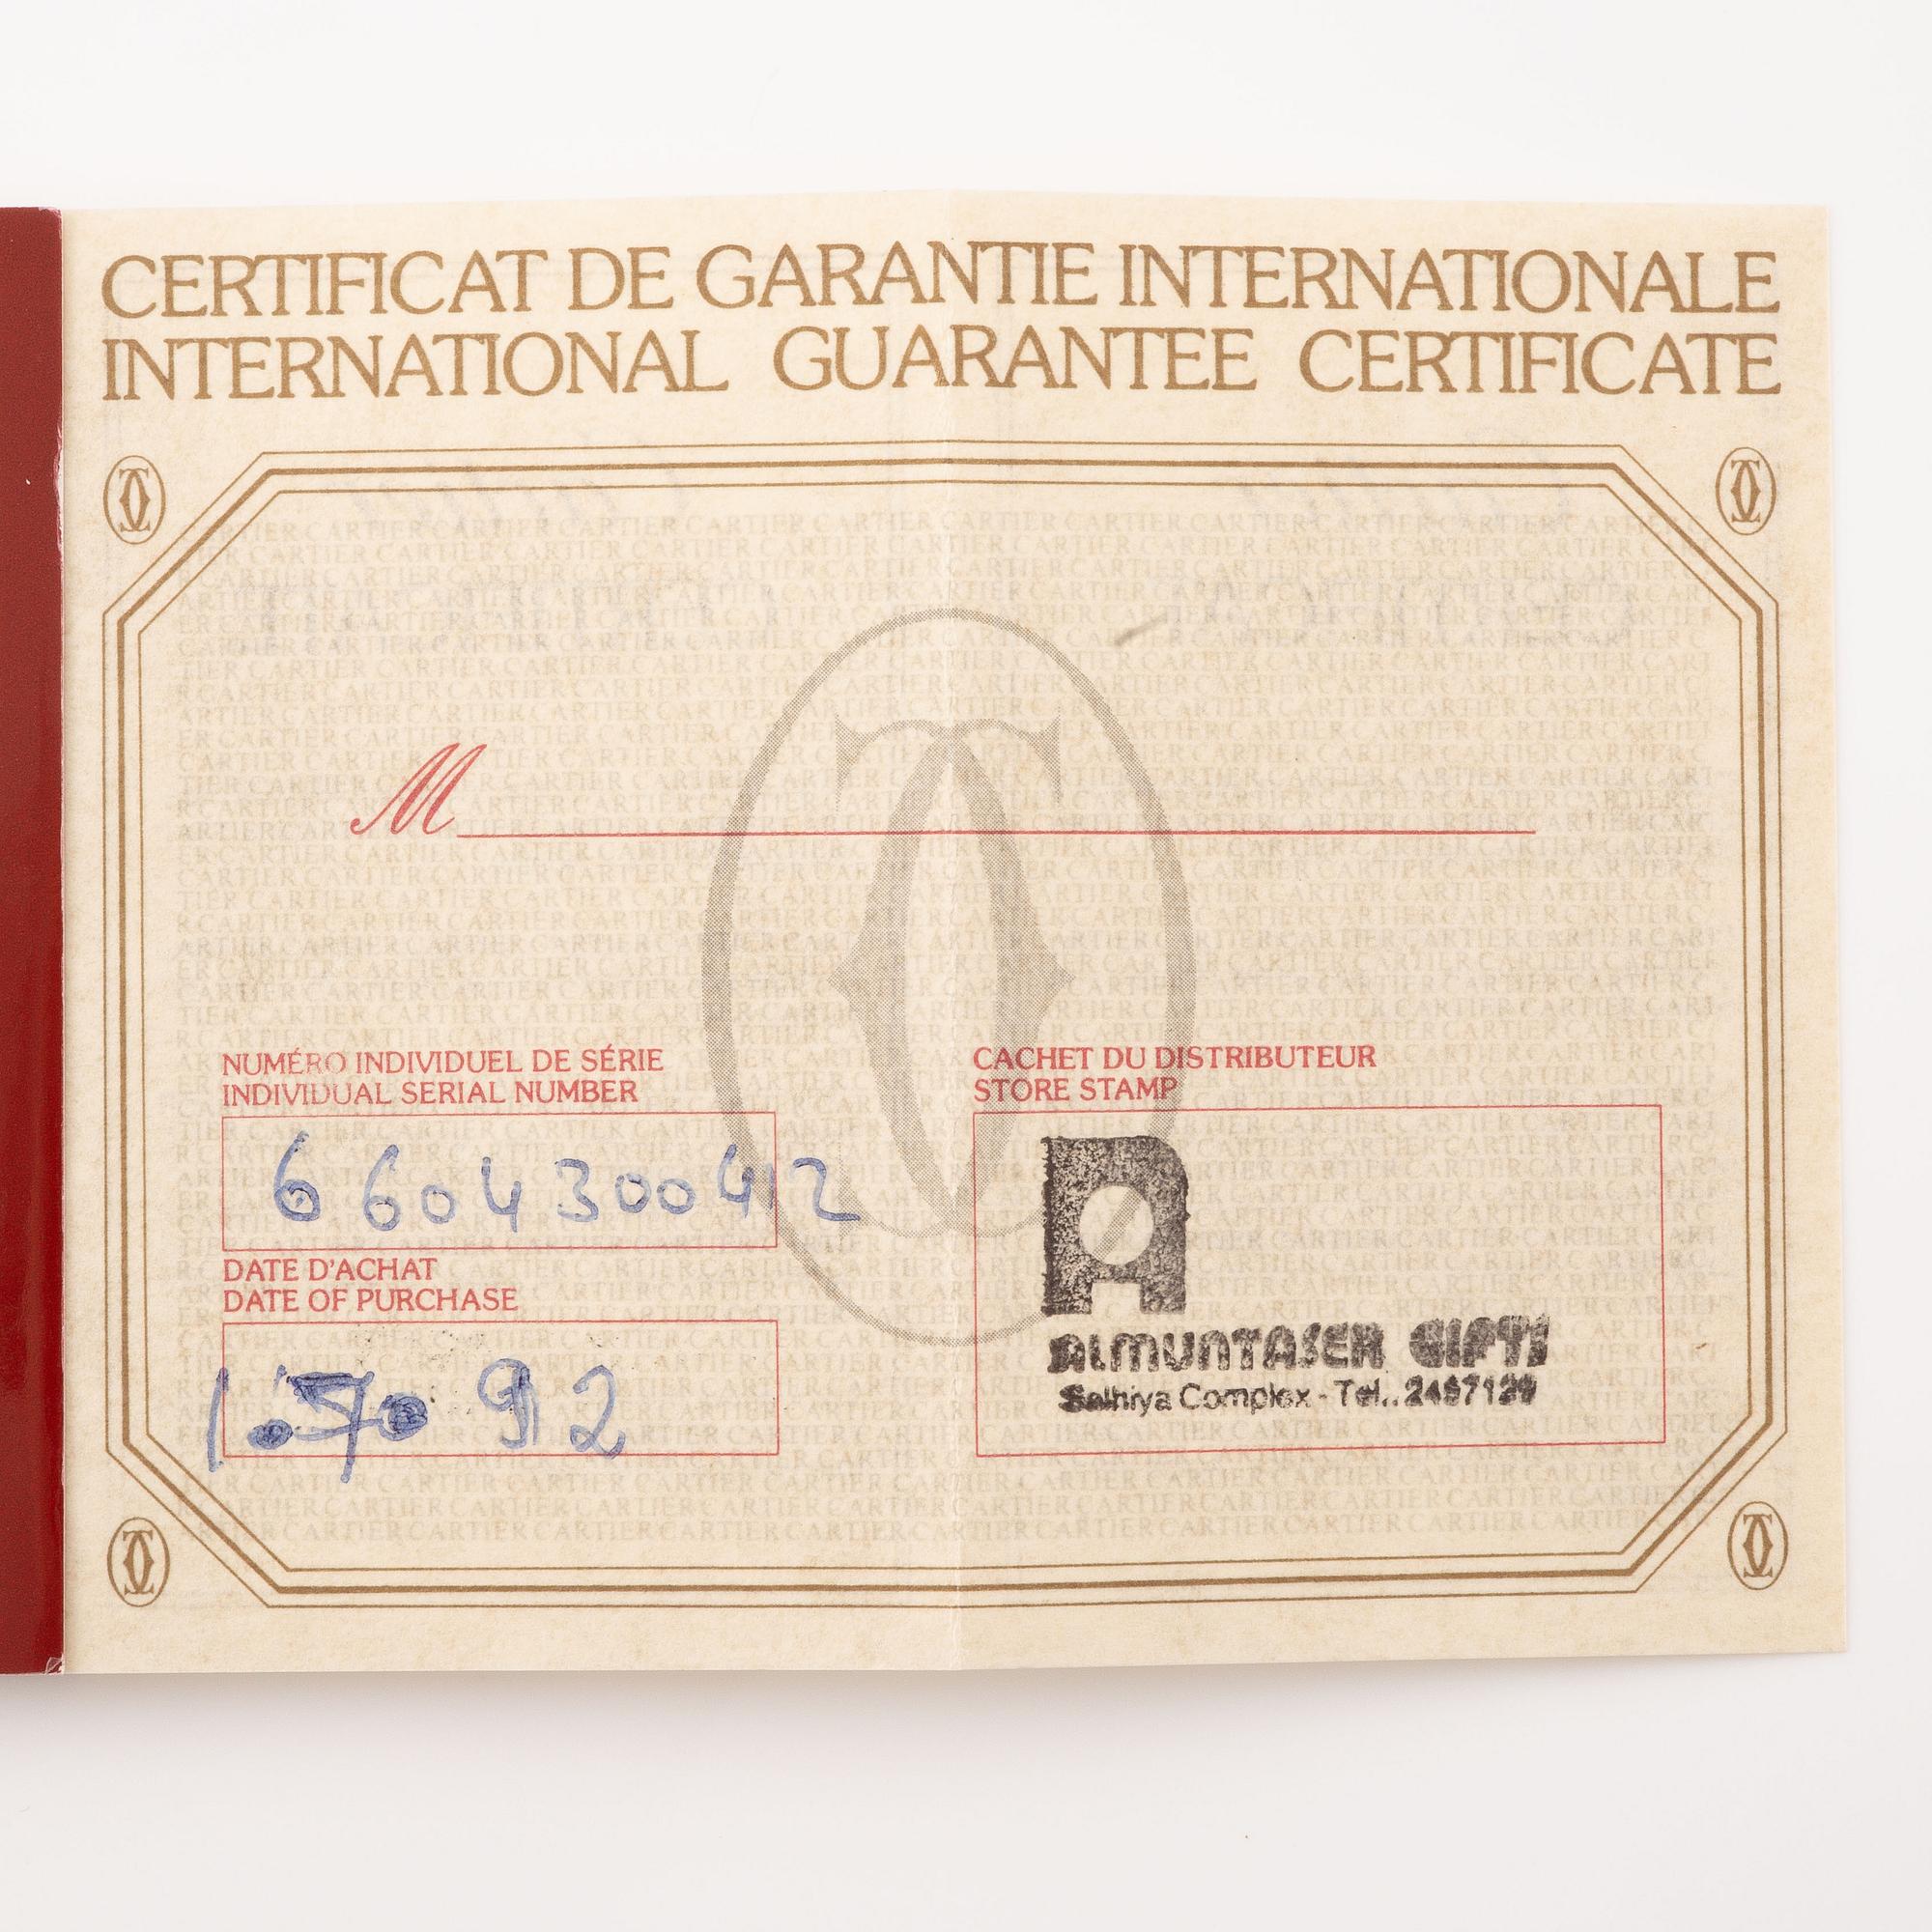 CERTIFICAT DE GARANTIE INTERNATIONALE
INTERNATIONAL GUARANTEE CERTIFICATE
M
NUMÉRO INDIVIDUEL DE SÉRIE
INDIVIDUAL SERIAL NUMBER
6604300412
DATE D'ACHAT
DATE OF PURCHASE
92
CACHET DU DISTRIBUTEUR
STORE STAMP
ALMUNTASER GIFTS
Salhiya Complex - Tel.: